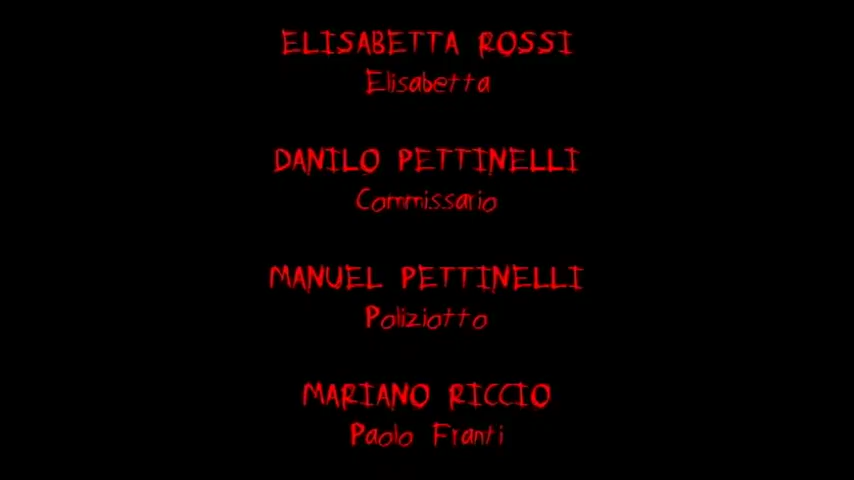 ELISABETTA ROSSI
Elisabetta
DANILO PETTINELLI
Commissario
MANUEL PETTINELLI
Poliziotto
MARIANO RICCIO
Paolo Franti